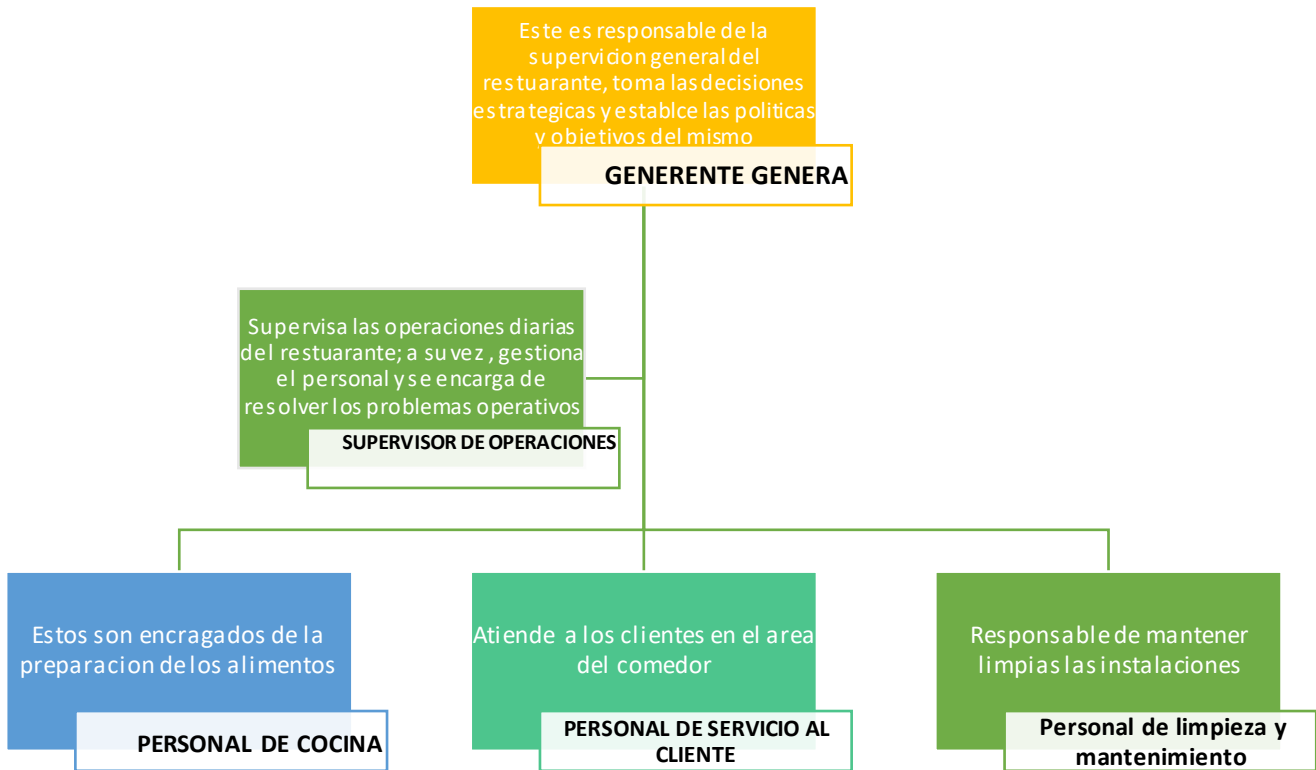 Este es responsable de la
supervicion general del
restuarante, toma las decisiones
estrategicas y establce las politicas
y objetivos del mismo
GENERENTE GENERA
Supervisa las operaciones diarias
del restuarante; a su vez , gestiona
el personal y se encarga de
resolver los problemas operativos
SUPERVISOR DE OPERACIONES
Estos son encragados de la
preparacion de los alimentos
PERSONAL DE COCINA
Atiende a los clientes en el area
del comedor
PERSONAL DE SERVICIO AL
CLIENTE
Responsable de mantener
limpias las instalaciones
Personal de limpieza y
mantenimiento